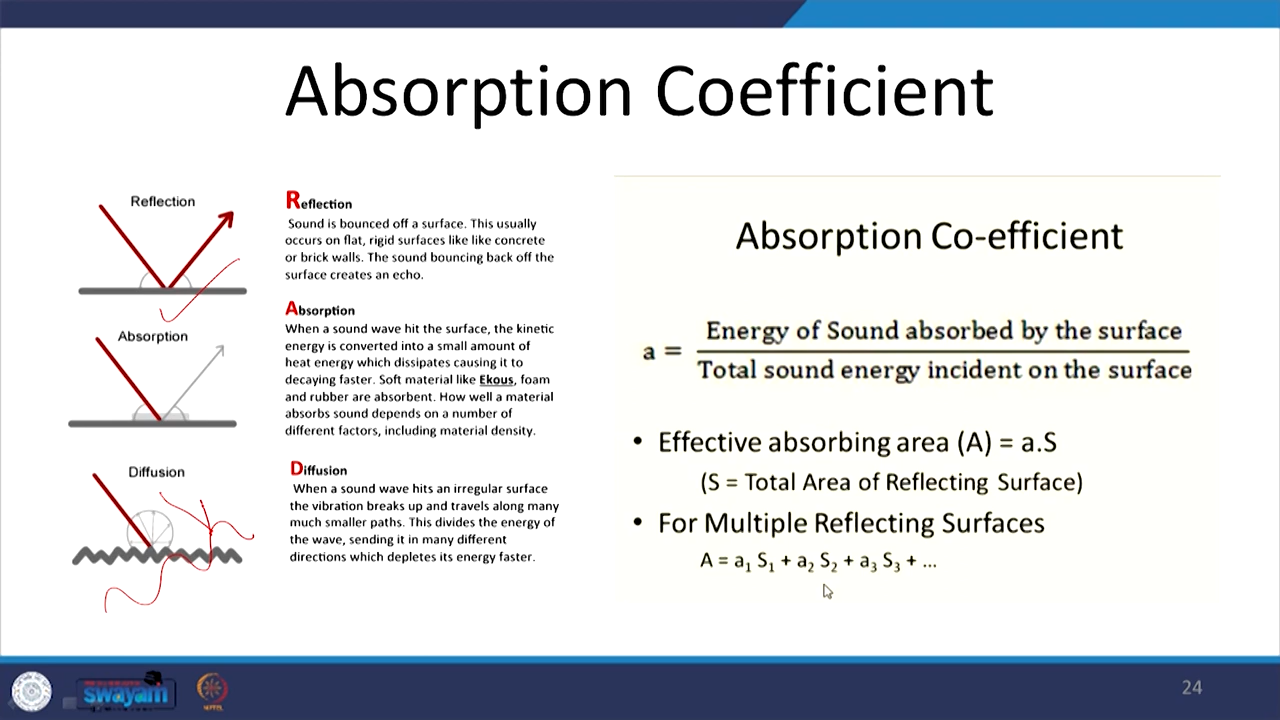 Absorption Coefficient
Reflection
Absorption
Diffusion
Reflection
Sound is bounced off a surface. This usually
occurs on flat, rigid surfaces like like concrete
or brick walls. The sound bouncing back off the
surface creates an echo.
Absorption
When a sound wave hit the surface, the kinetic
energy is converted into a small amount of
heat energy which dissipates causing it to
decaying faster. Soft material like Ekous, foam
and rubber are absorbent. How well a material
absorbs sound depends on a number of
different factors, including material density.
Diffusion
When a sound wave hits an irregular surface
the vibration breaks up and travels along many
much smaller paths. This divides the energy of
the wave, sending it in many different
directions which depletes its energy faster.
Absorption Co-efficient
a = Energy of Sound absorbed by the surface
Total sound energy incident on the surface
• Effective absorbing area (A) = a.S
(S = Total Area of Reflecting Surface)
• For Multiple Reflecting Surfaces
A = a₁ S₁ + a₂ S₂ + a₃ S₃ + ...
swayam
24